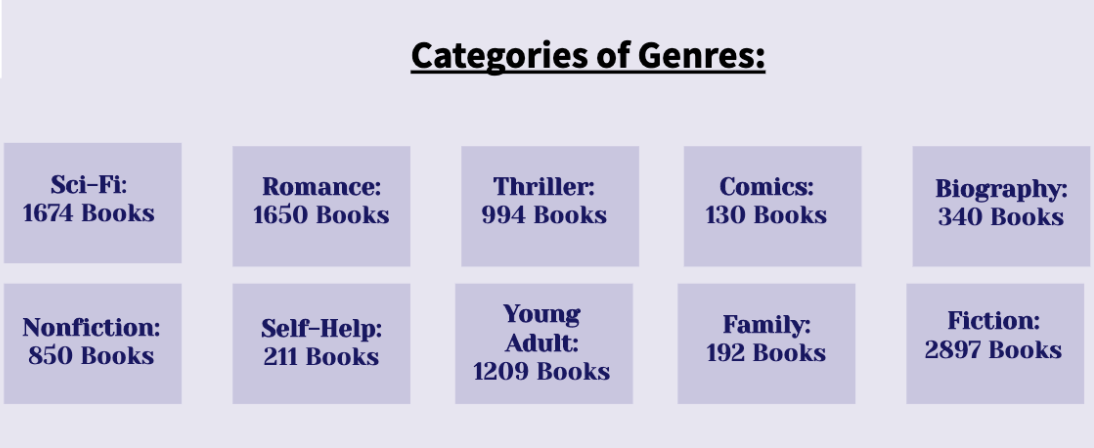 Categories of Genres:
Sci-Fi:
1674 Books
Romance:
1650 Books
Thriller:
994 Books
Comics:
130 Books
Biography:
340 Books
Nonfiction:
850 Books
Self-Help:
211 Books
Young
Adult:
1209 Books
Family:
192 Books
Fiction:
2897 Books